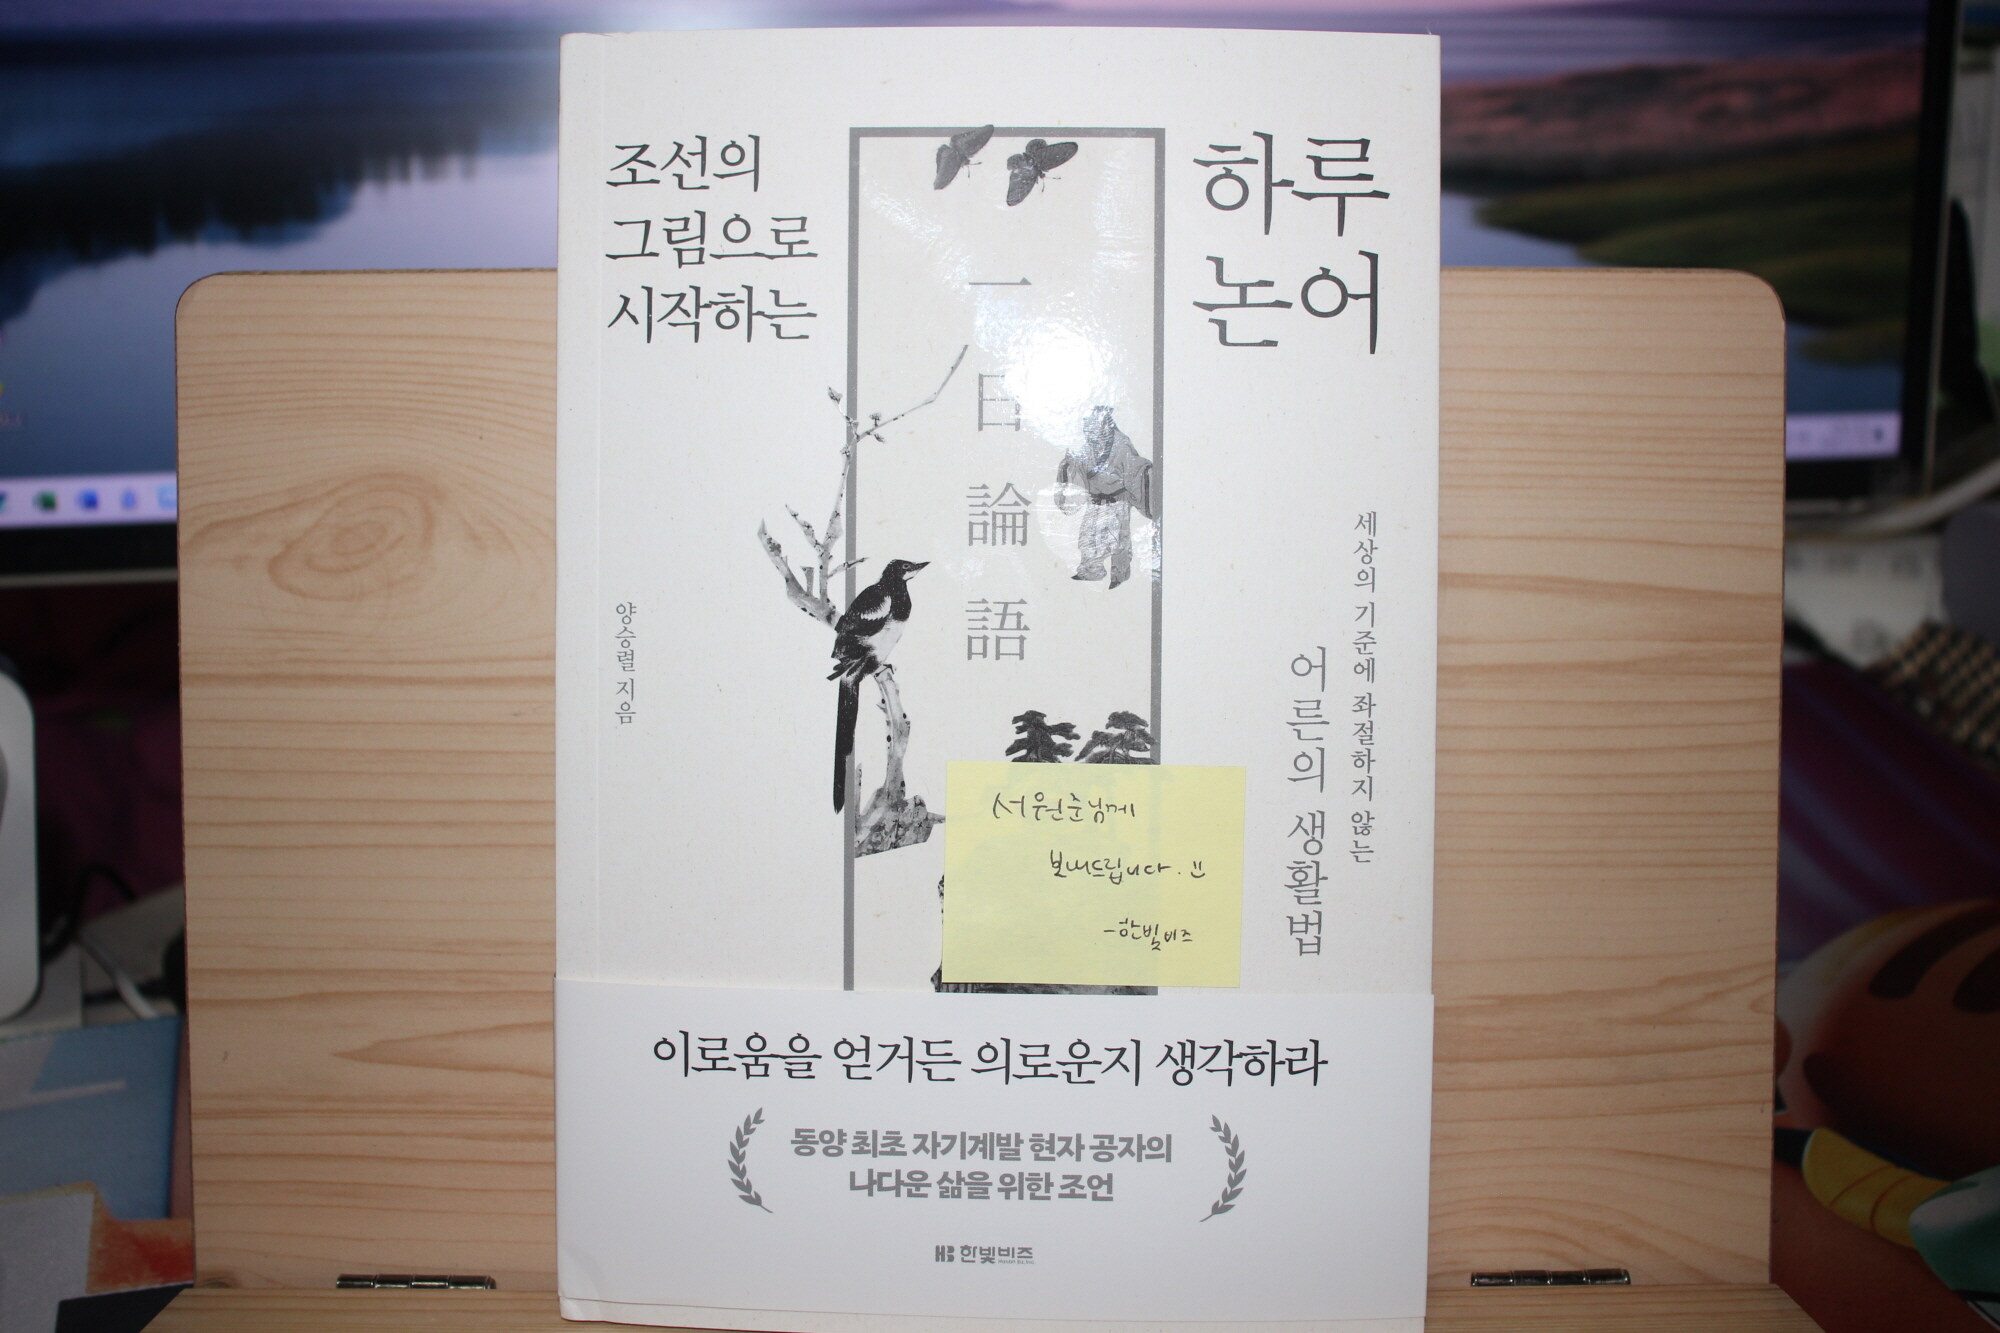 조선의
그림으로
시작하는
하루
논어
一日論語
세상의 기준에 좌절하지 않는
어른의 생활법
양승렬 지음
서원준님께
보내드립니다. :)
-한빛비즈
이로움을 얻거든 의로운지 생각하라
동양 최초 자기계발 현자 공자의
나다운 삶을 위한 조언
HB 한빛비즈